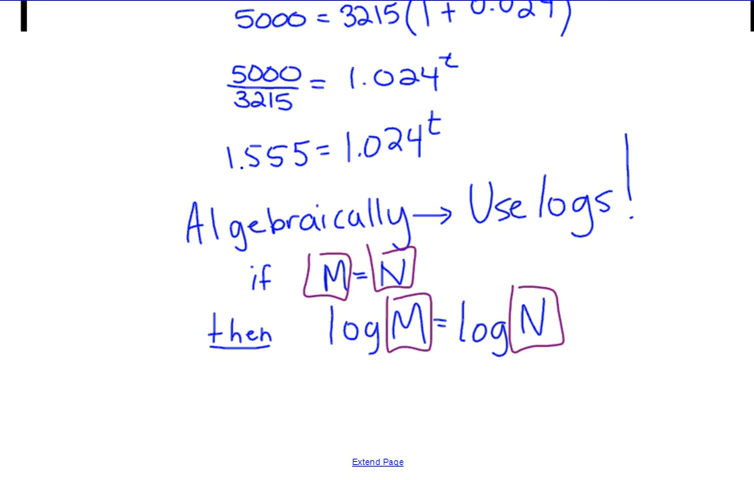 5000 = 3215(1 + 0.024)
5000/3215 = 1.024^t
1.555 = 1.024^t
Algebraically → Use logs!
if M = N
then log M = log N
Extend Page